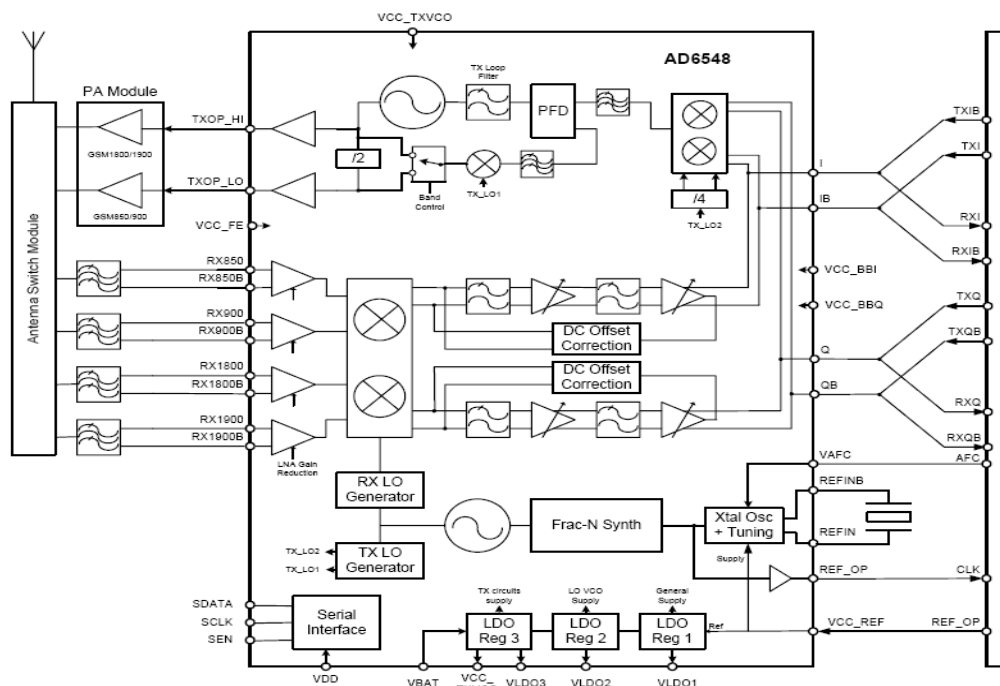 VCC_TXVCO
AD6548
PA Module
TX Loop
Filter
PFD
TXOP_HI
GSM1800/1900
/2
TXOP_LO
GSM850/900
Band
Control
TX_LO1
/4
TX_LO2
VCC_FE
Antenna Switch Module
TXIB
TXI
I
IB
RXI
RXIB
VCC_BBI
VCC_BBQ
RX850
RX850B
RX900
RX900B
RX1800
RX1800B
RX1900
RX1900B
DC Offset
Correction
DC Offset
Correction
TXQ
TXQB
Q
QB
RXQ
RXQB
LNA Gain
Reduction
VAFC
AFC
RX LO
Generator
REFINB
Frac-N Synth
Xtal Osc
+ Tuning
REFIN
TX_LO2
TX_LO1
TX LO
Generator
Supply
REF_OP
CLK
SDATA
SCLK
SEN
Serial
Interface
TX circuits
supply
LO VCO
Supply
General
Supply
LDO
Reg 3
LDO
Reg 2
LDO
Reg 1
Ref
VCC_REF
REF_OP
VDD
VBAT
VCC_
VLDO3
VLDO2
VLDO1